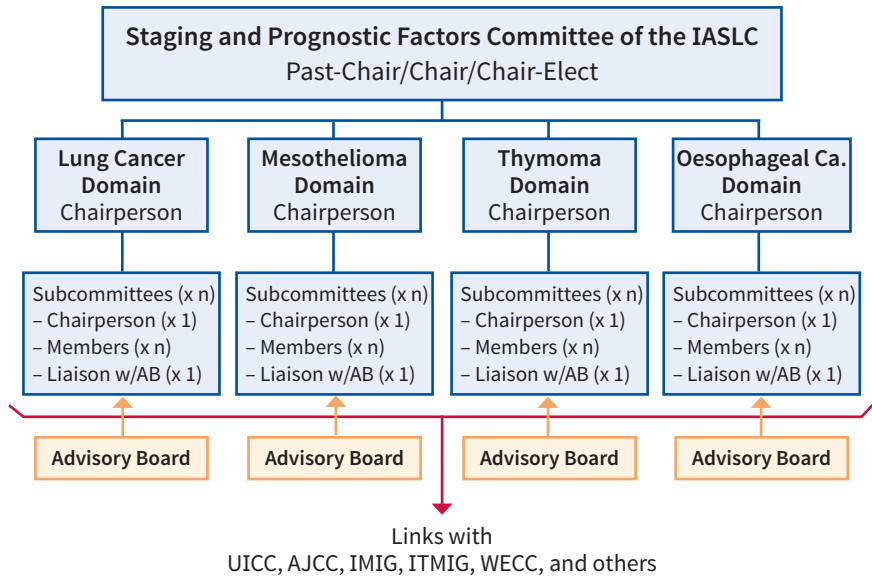 Staging and Prognostic Factors Committee of the IASLC
Past-Chair/Chair/Chair-Elect
Lung Cancer
Domain
Chairperson
Mesothelioma
Domain
Chairperson
Thymoma
Domain
Chairperson
Oesophageal Ca.
Domain
Chairperson
Subcommittees (x n)
– Chairperson (x 1)
– Members (x n)
– Liaison w/AB (x 1)
Subcommittees (x n)
– Chairperson (x 1)
– Members (x n)
– Liaison w/AB (x 1)
Subcommittees (x n)
– Chairperson (x 1)
– Members (x n)
– Liaison w/AB (x 1)
Subcommittees (x n)
– Chairperson (x 1)
– Members (x n)
– Liaison w/AB (x 1)
Advisory Board
Advisory Board
Advisory Board
Advisory Board
Links with
UICC, AJCC, IMIG, ITMIG, WECC, and others